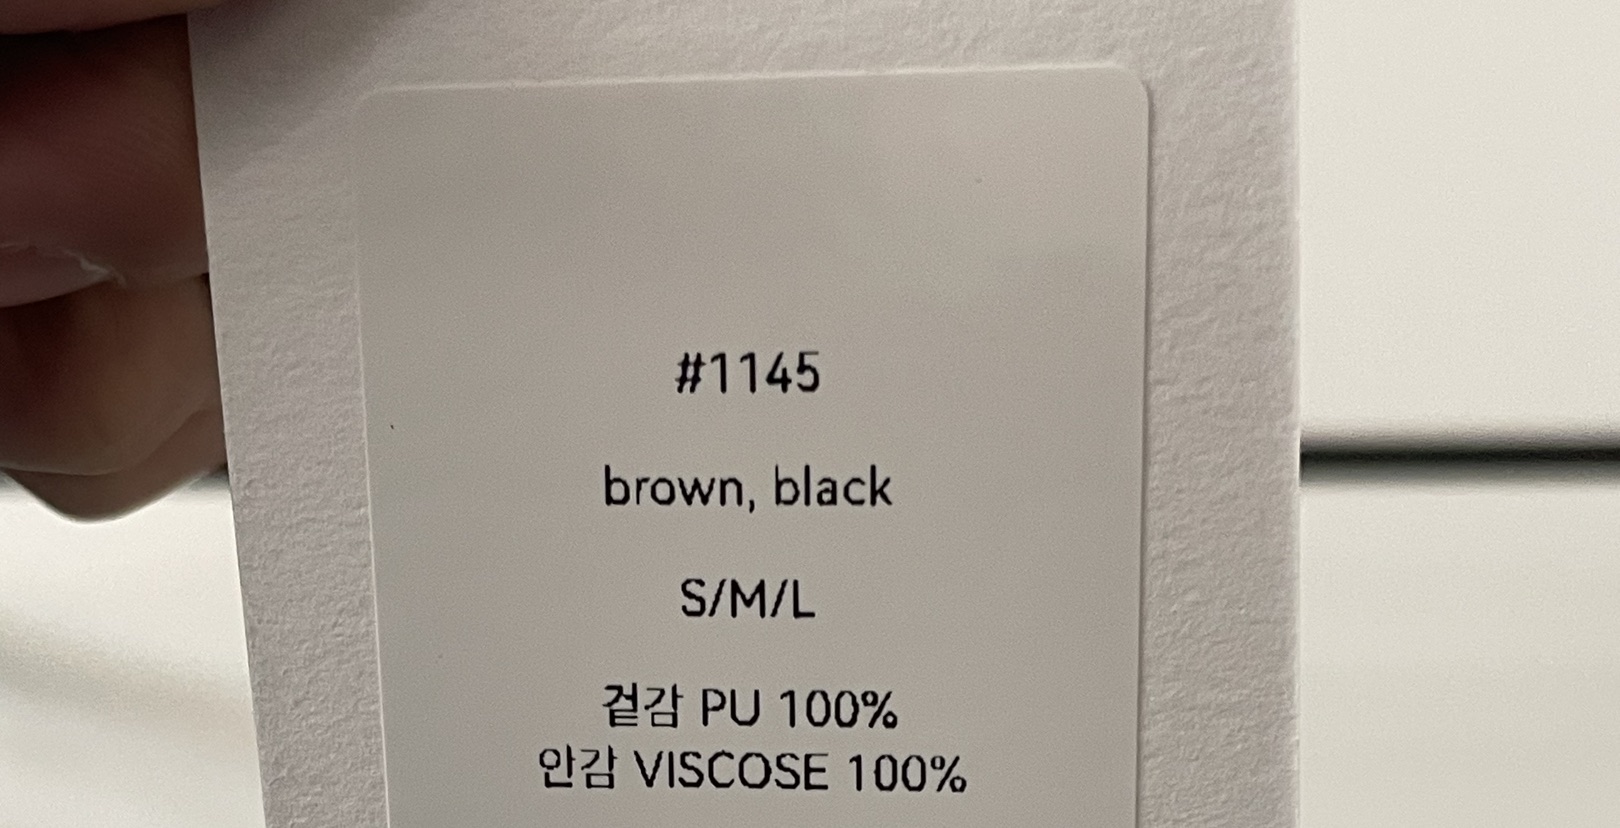 #1145
brown, black
S/M/L
겉감 PU 100%
안감 VISCOSE 100%